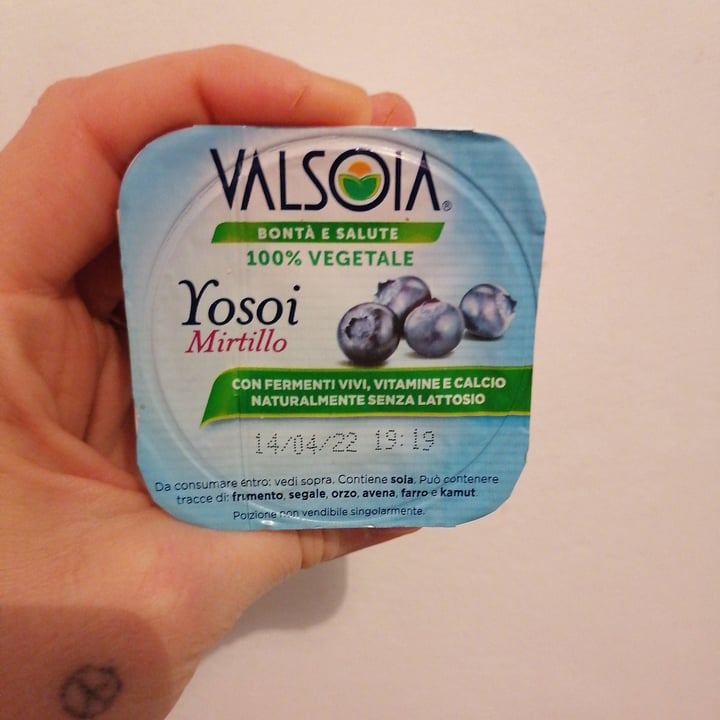 VALSOIA®
BONTÀ E SALUTE
100% VEGETALE
Yosoi
Mirtillo
CON FERMENTI VIVI, VITAMINE E CALCIO
NATURALMENTE SENZA LATTOSIO
14/04/22 19:19
Da consumare entro: vedi sopra. Contiene soia. Può contenere
tracce di: frumento, segale, orzo, avena, farro e kamut.
Porzione non vendibile singolarmente.